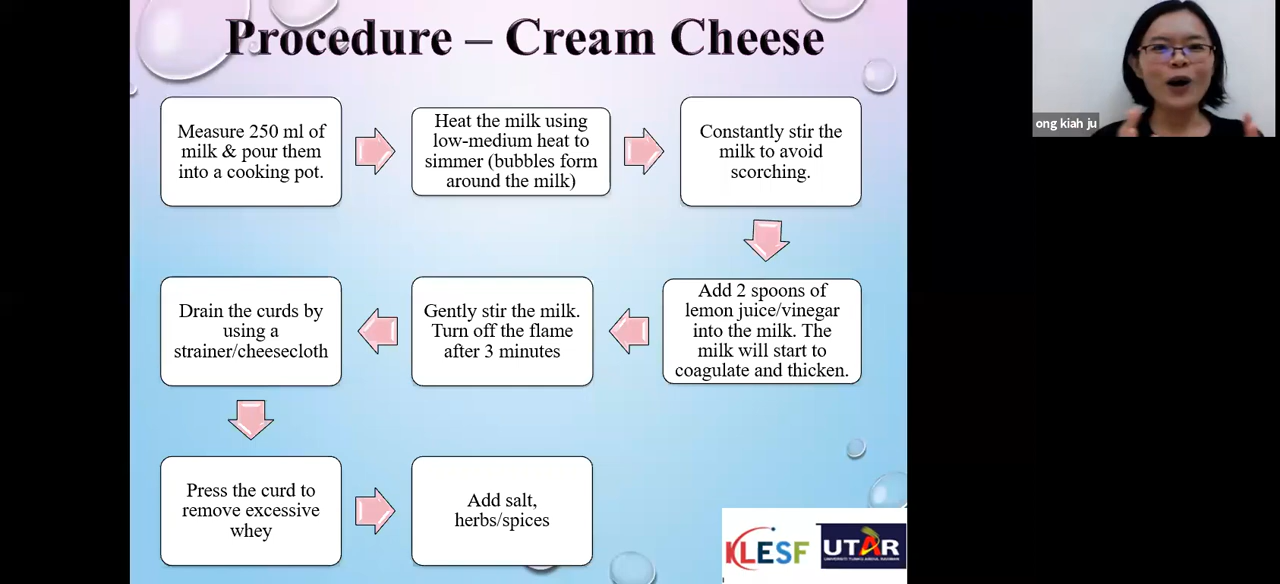 Procedure – Cream Cheese
Measure 250 ml of
milk & pour them
into a cooking pot.
Heat the milk using
low-medium heat to
simmer (bubbles form
around the milk)
Constantly stir the
milk to avoid
scorching.
Add 2 spoons of
lemon juice/vinegar
into the milk. The
milk will start to
coagulate and thicken.
Gently stir the milk.
Turn off the flame
after 3 minutes
Drain the curds by
using a
strainer/cheesecloth
Press the curd to
remove excessive
whey
Add salt,
herbs/spices
ong kiah ju
KLESF
UTAR
UNIVERSITI TUNKU ABDUL RAHMAN